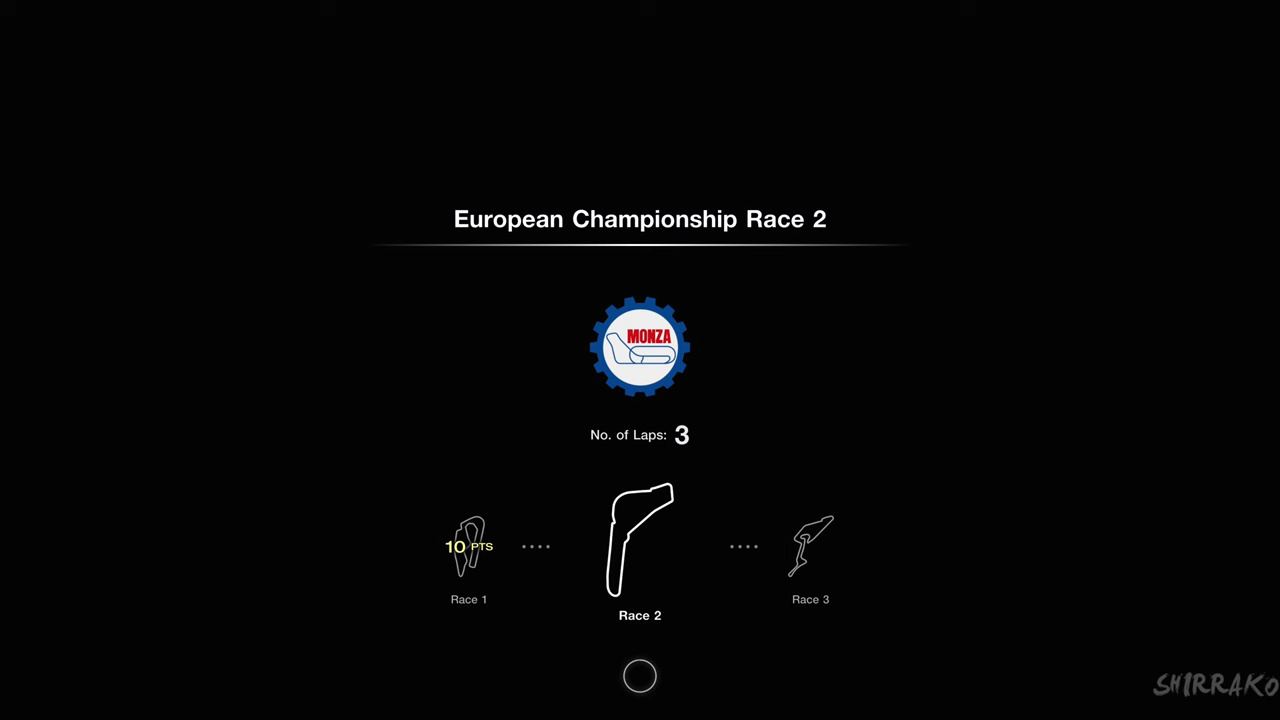 European Championship Race 2
MONZA
No. of Laps: 3
10 PTS
Race 1
Race 2
Race 3
SHIRRAKO